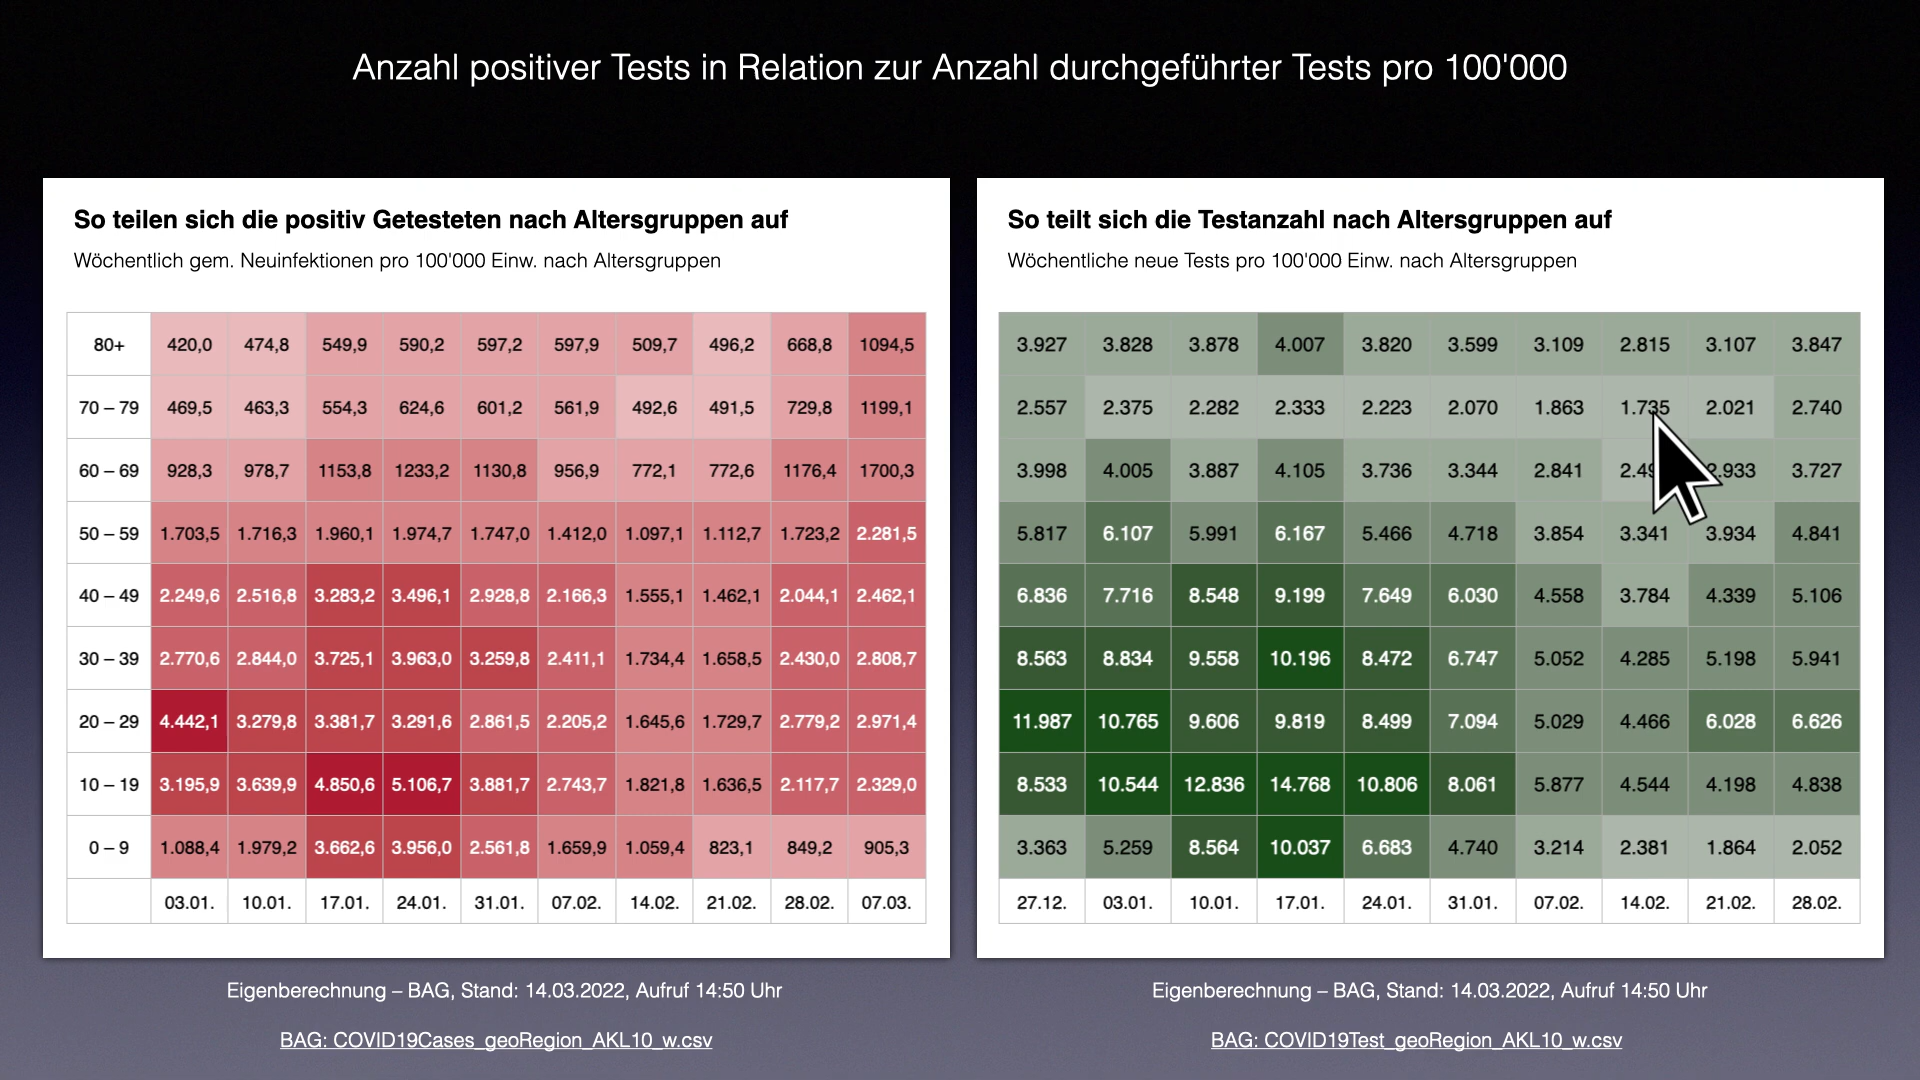 Anzahl positiver Tests in Relation zur Anzahl durchgeführter Tests pro 100'000
So teilen sich die positiv Getesteten nach Altersgruppen auf
Wöchentlich gem. Neuinfektionen pro 100'000 Einw. nach Altersgruppen
80+ 420,0 474,8 549,9 590,2 597,2 597,9 509,7 496,2 668,8 1094,5
70 – 79 469,5 463,3 554,3 624,6 601,2 561,9 492,6 491,5 729,8 1199,1
60 – 69 928,3 978,7 1153,8 1233,2 1130,8 956,9 772,1 772,6 1176,4 1700,3
50 – 59 1.703,5 1.716,3 1.960,1 1.974,7 1.747,0 1.412,0 1.097,1 1.112,7 1.723,2 2.281,5
40 – 49 2.249,6 2.516,8 3.283,2 3.496,1 2.928,8 2.166,3 1.555,1 1.462,1 2.044,1 2.462,1
30 – 39 2.770,6 2.844,0 3.725,1 3.963,0 3.259,8 2.411,1 1.734,4 1.658,5 2.430,0 2.808,7
20 – 29 4.442,1 3.279,8 3.381,7 3.291,6 2.861,5 2.205,2 1.645,6 1.729,7 2.779,2 2.971,4
10 – 19 3.195,9 3.639,9 4.850,6 5.106,7 3.881,7 2.743,7 1.821,8 1.636,5 2.117,7 2.329,0
0 – 9 1.088,4 1.979,2 3.662,6 3.956,0 2.561,8 1.659,9 1.059,4 823,1 849,2 905,3
03.01. 10.01. 17.01. 24.01. 31.01. 07.02. 14.02. 21.02. 28.02. 07.03.
Eigenberechnung – BAG, Stand: 14.03.2022, Aufruf 14:50 Uhr
BAG: COVID19Cases_geoRegion_AKL10_w.csv
So teilt sich die Testanzahl nach Altersgruppen auf
Wöchentliche neue Tests pro 100'000 Einw. nach Altersgruppen
3.927 3.828 3.878 4.007 3.820 3.599 3.109 2.815 3.107 3.847
2.557 2.375 2.282 2.333 2.223 2.070 1.863 1.735 2.021 2.740
3.998 4.005 3.887 4.105 3.736 3.344 2.841 2.933 3.727
5.817 6.107 5.991 6.167 5.466 4.718 3.854 3.341 3.934 4.841
6.836 7.716 8.548 9.199 7.649 6.030 4.558 3.784 4.339 5.106
8.563 8.834 9.558 10.196 8.472 6.747 5.052 4.285 5.198 5.941
11.987 10.765 9.606 9.819 8.499 7.094 5.029 4.466 6.028 6.626
8.533 10.544 12.836 14.768 10.806 8.061 5.877 4.544 4.198 4.838
3.363 5.259 8.564 10.037 6.683 4.740 3.214 2.381 1.864 2.052
27.12. 03.01. 10.01. 17.01. 24.01. 31.01. 07.02. 14.02. 21.02. 28.02.
Eigenberechnung – BAG, Stand: 14.03.2022, Aufruf 14:50 Uhr
BAG: COVID19Test_geoRegion_AKL10_w.csv